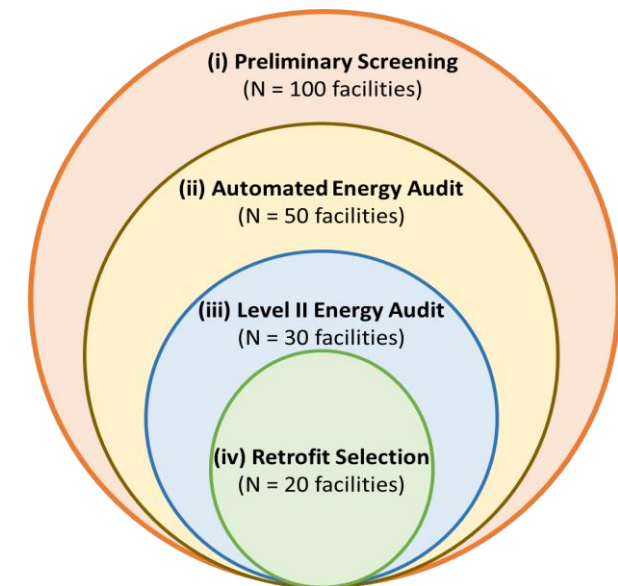 (i) Preliminary Screening
(N = 100 facilities)
(ii) Automated Energy Audit
(N = 50 facilities)
(iii) Level II Energy Audit
(N = 30 facilities)
(iv) Retrofit Selection
(N = 20 facilities)